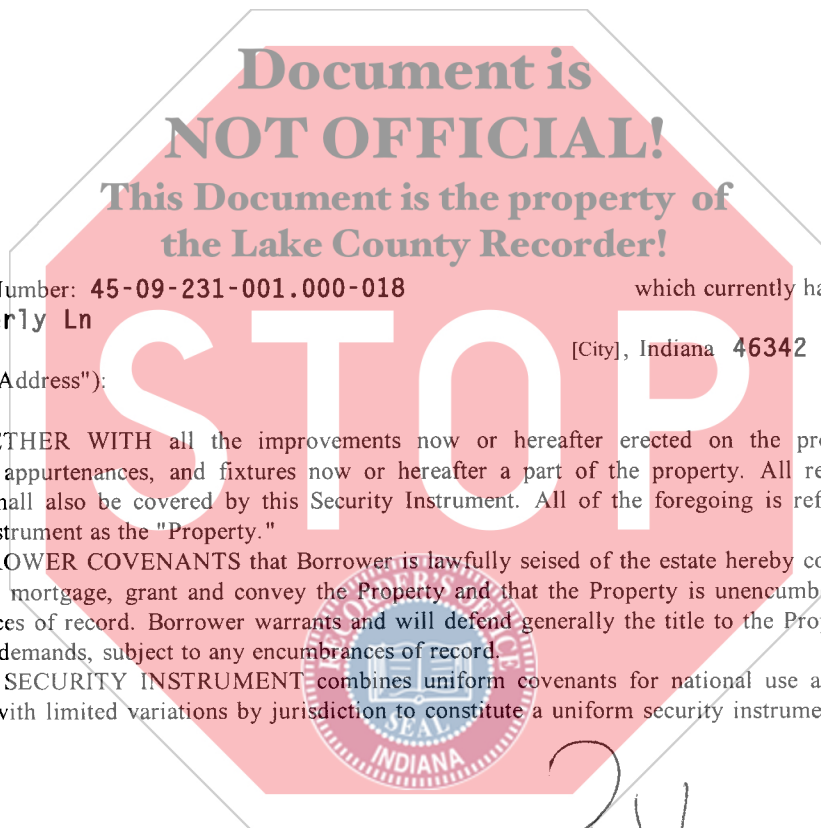 Document is
NOT OFFICIAL!
This Document is the property of
the Lake County Recorder!
Number: 45-09-231-001.000-018 which currently ha
rly Ln
[City], Indiana 46342
Address"):
STOP
ETHER WITH all the improvements now or hereafter erected on the pro
appurtenances, and fixtures now or hereafter a part of the property. All re
hall also be covered by this Security Instrument. All of the foregoing is ref
strument as the "Property."
OWER COVENANTS that Borrower is lawfully seised of the estate hereby co
mortgage, grant and convey the Property and that the Property is unencumb
ces of record. Borrower warrants and will defend generally the title to the Prop
demands, subject to any encumbrances of record.
SECURITY INSTRUMENT combines uniform covenants for national use a
with limited variations by jurisdiction to constitute a uniform security instrume
RECORDER'S OFFICE
SEAL
INDIANA